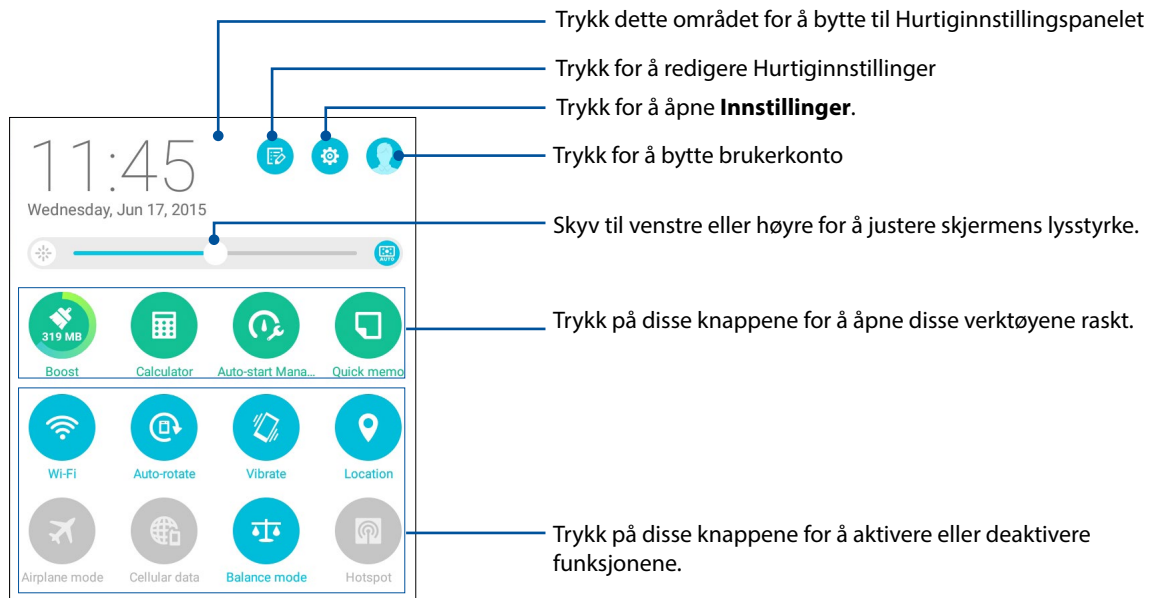 Trykk dette området for å bytte til Hurtiginnstillingspanelet
Trykk for å redigere Hurtiginnstillinger
Trykk for å åpne Innstillinger.
Trykk for å bytte brukerkonto
11:45
Wednesday, Jun 17, 2015
Skyv til venstre eller høyre for å justere skjermens lysstyrke.
AUTO
Trykk på disse knappene for å åpne disse verktøyene raskt.
319 MB
Boost Calculator Auto-start Mana... Quick memo
Wi-Fi Auto-rotate Vibrate Location
Trykk på disse knappene for å aktivere eller deaktivere
funksjonene.
Airplane mode Cellular data Balance mode Hotspot